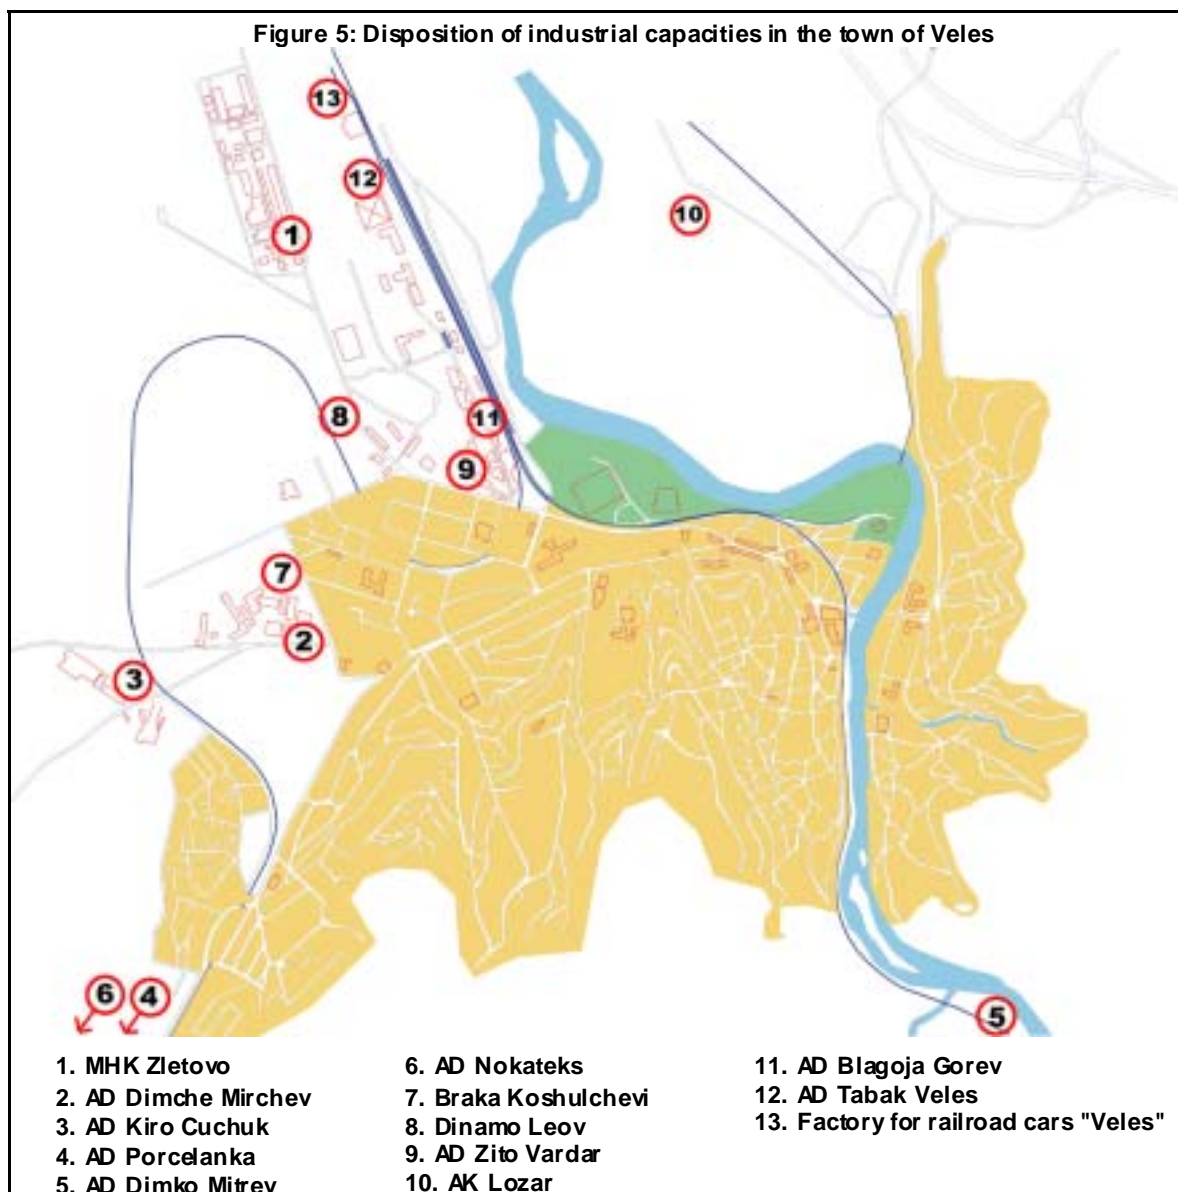 Figure 5: Disposition of industrial capacities in the town of Veles
13
12
1
10
8
11
9
7
2
3
6
4
5
1. MHK Zletovo
2. AD Dimche Mirchev
3. AD Kiro Cuchuk
4. AD Porcelanka
5. AD Dimko Mitrev
6. AD Nokateks
7. Braka Koshulchevi
8. Dinamo Leov
9. AD Zito Vardar
10. AK Lozar
11. AD Blagoja Gorev
12. AD Tabak Veles
13. Factory for railroad cars "Veles"